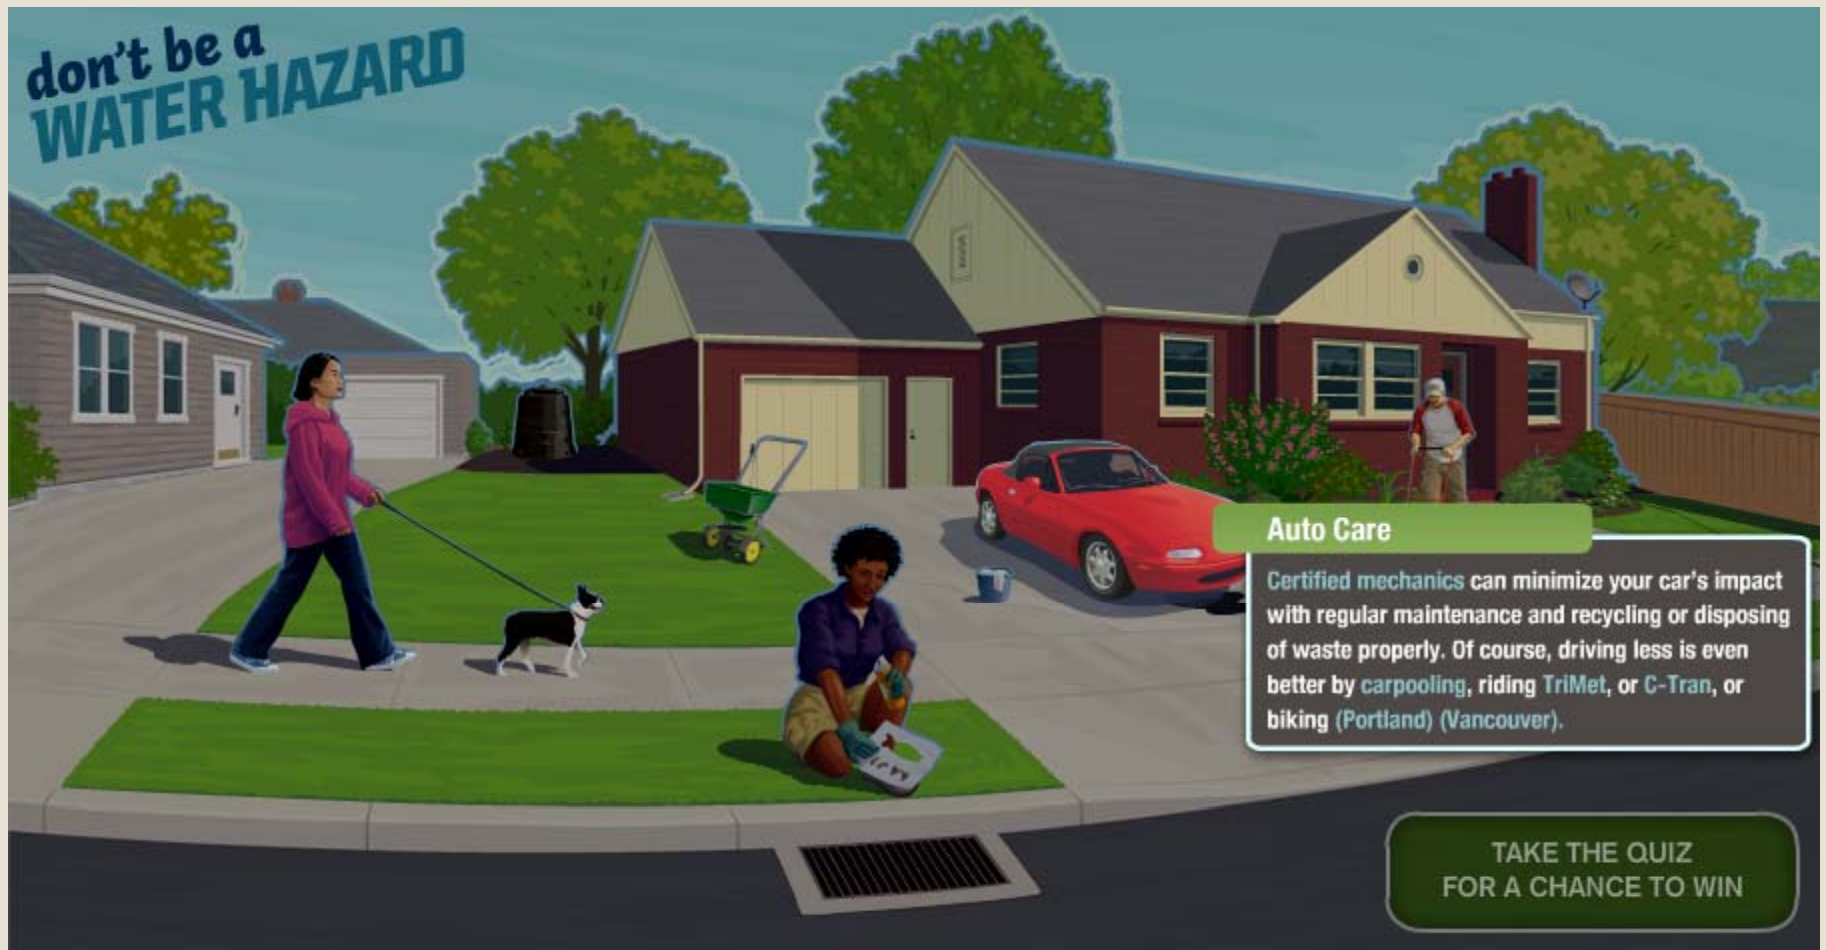 don't be a
WATER HAZARD
Auto Care
Certified mechanics can minimize your car's impact
with regular maintenance and recycling or disposing
of waste properly. Of course, driving less is even
better by carpooling, riding TriMet, or C-Tran, or
biking (Portland) (Vancouver).
TAKE THE QUIZ
FOR A CHANCE TO WIN